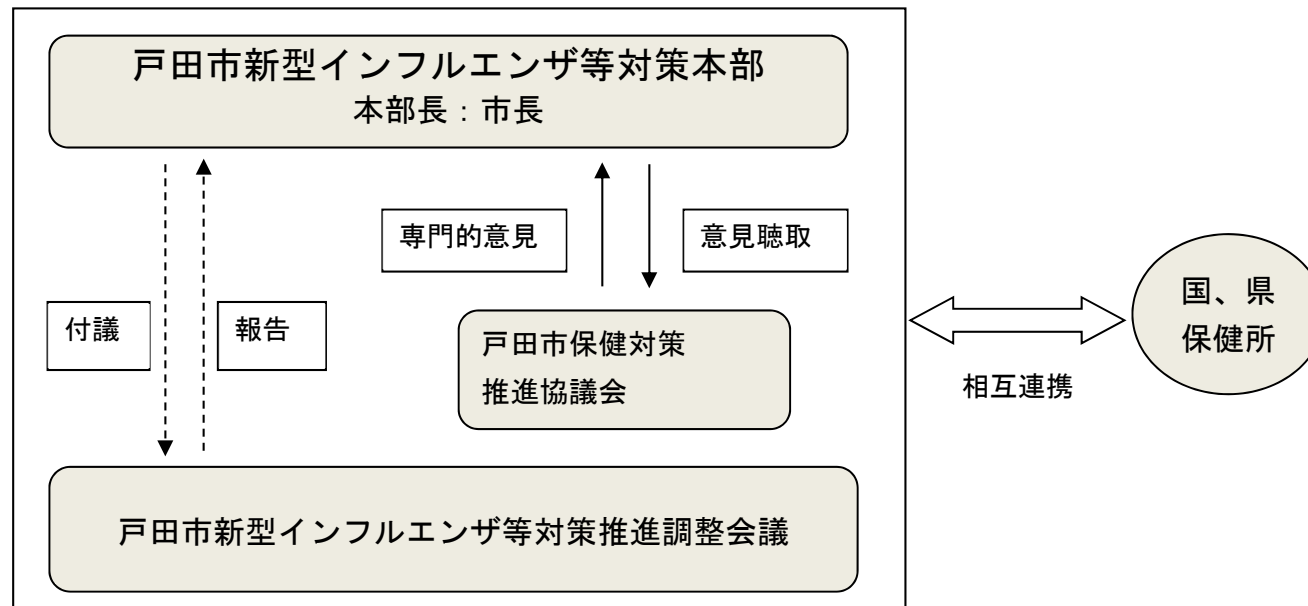 戸田市新型インフルエンザ等対策本部
本部長：市長
専門的意見
意見聴取
付議
報告
戸田市保健対策
推進協議会
国、県
保健所
相互連携
戸田市新型インフルエンザ等対策推進調整会議